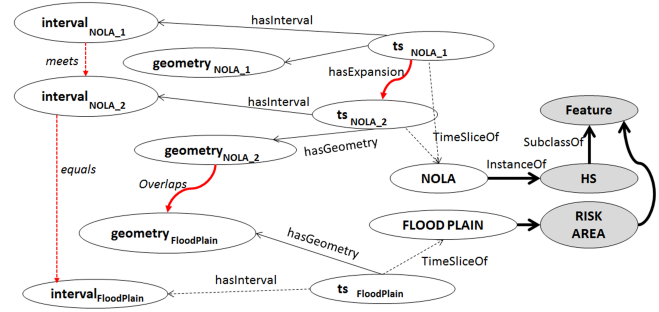 interval NOLA_1
hasInterval
ts NOLA_1
meets
geometry NOLA_1
hasExpansion
interval NOLA_2
hasInterval
ts NOLA_2
Feature
TimeSliceOf
SubclassOf
geometry NOLA_2
hasGeometry
equals
Overlaps
NOLA
InstanceOf
HS
geometry FloodPlain
hasGeometry
FLOOD PLAIN
RISK
AREA
TimeSliceOf
hasInterval
interval FloodPlain
ts FloodPlain